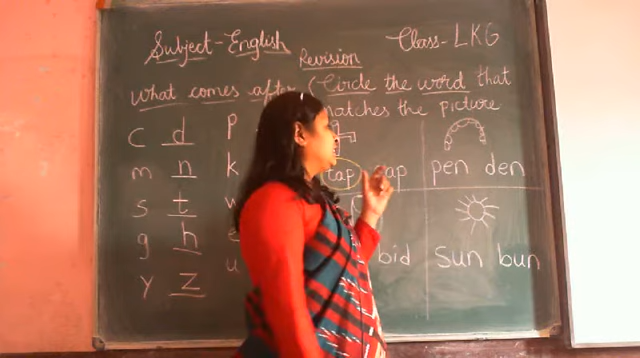 Subject-English Class-LKG
Revision
What comes after (Circle the word that
matches the picture
c d p
m n k tap pen den
s t
g h bid sun bun
y z u